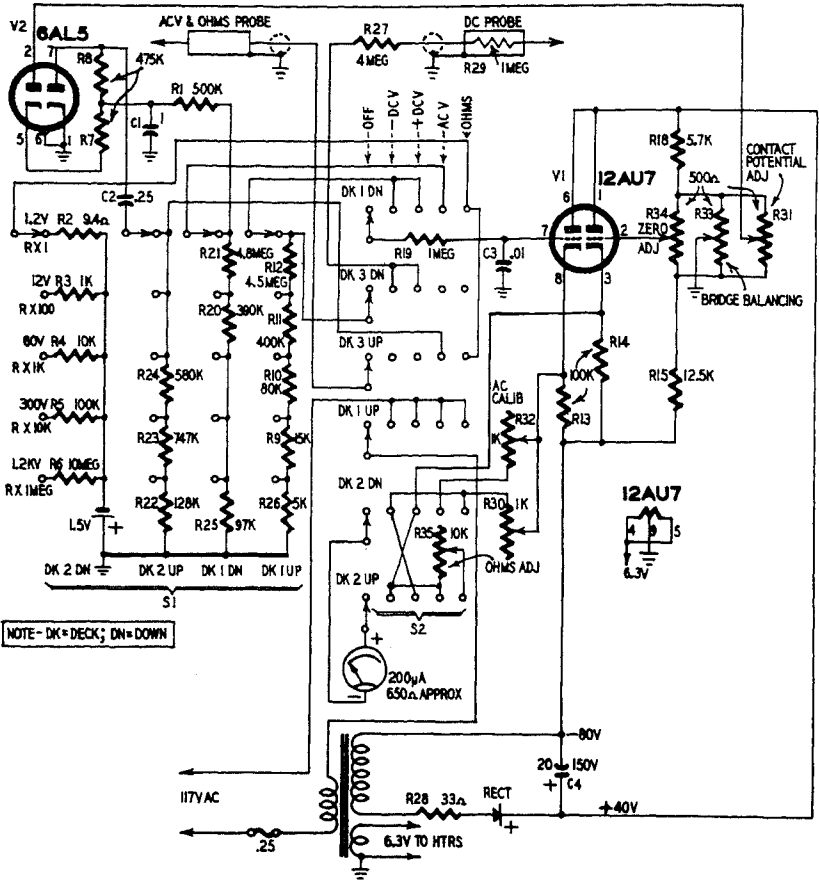 V2
6AL5
2 7
R8
475K
R7
5 6 1
C1
.1
R1 500K
ACV & OHMS PROBE
R27
4 MEG
DC PROBE
R29 1MEG
OFF
-DCV
+DCV
ACV
OHMS
DK 1 DN
R19 1MEG
C3 .01
V1
12AU7
6 1
7 2
8 3
R18 5.7K
CONTACT
POTENTIAL
ADJ
500Ω
R34
R33
R31
ZERO
ADJ
BRIDGE BALANCING
C2 .25
1.2V R2 9.4Ω
R X 1
12V R3 1K
R X 100
60V R4 10K
R X 1K
300V R5 100K
R X 10K
1.2KV R6 10MEG
R X 1MEG
1.5V
+
R24 580K
R23 747K
R22 128K
R21 4.8MEG
R20 390K
R25 97K
R12
4.5MEG
R11
400K
R10
80K
R9 15K
R26 5K
DK 3 DN
DK 3 UP
DK 1 UP
DK 2 DN
DK 2 UP
R14
100K
R13
R15 12.5K
AC
CALIB
R32
1K
R30 1K
R35 10K
OHMS ADJ
12AU7
4 9 5
6.3V
DK 2 DN
DK 2 UP
DK 1 DN
DK 1 UP
S1
S2
NOTE- DK=DECK; DN=DOWN
+
200µA
650Ω APPROX
−
-80V
20 150V
+ C4
117V AC
.25
R28 33Ω
RECT
+
+40V
6.3V TO HTRS